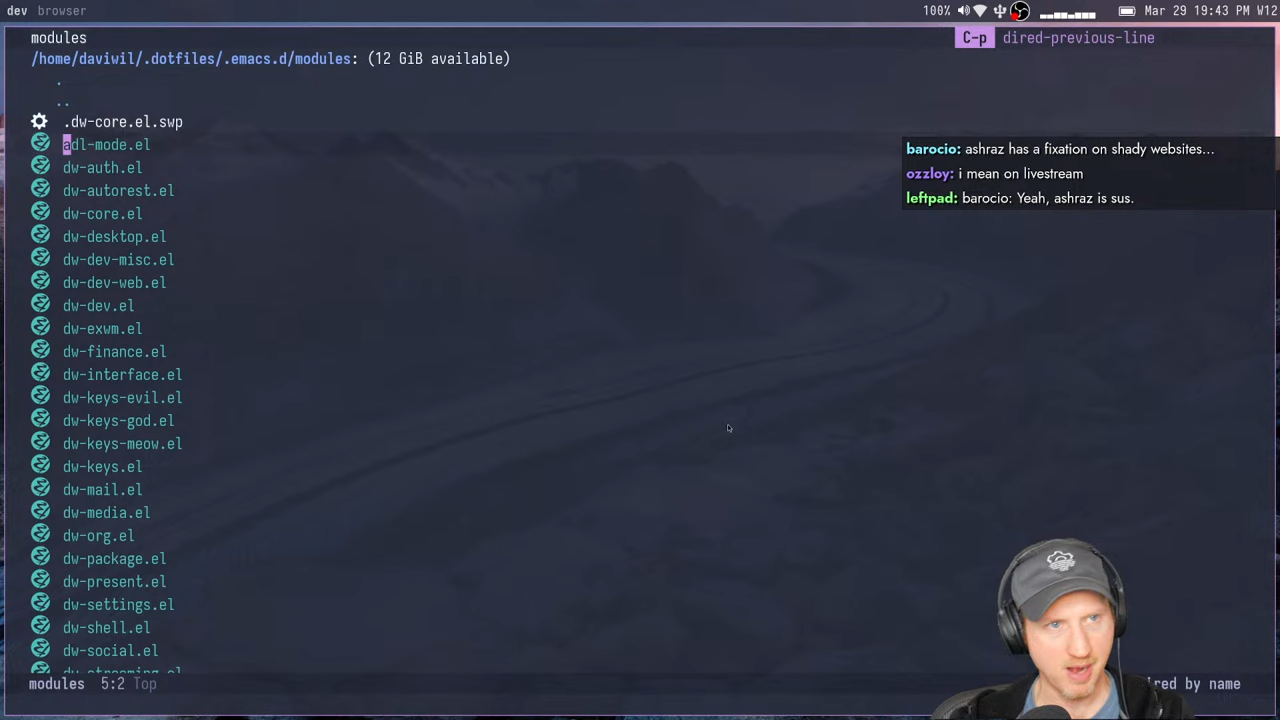 dev browser
100% Mar 29 19:43 PM W12
modules
C-p dired-previous-line
/home/daviwil/.dotfiles/.emacs.d/modules: (12 GiB available)
.
..
.dw-core.el.swp
adl-mode.el
barocio: ashraz has a fixation on shady websites...
dw-auth.el
ozzloy: i mean on livestream
dw-autorest.el
leftpad: barocio: Yeah, ashraz is sus.
dw-core.el
dw-desktop.el
dw-dev-misc.el
dw-dev-web.el
dw-dev.el
dw-exwm.el
dw-finance.el
dw-interface.el
dw-keys-evil.el
dw-keys-god.el
dw-keys-meow.el
dw-keys.el
dw-mail.el
dw-media.el
dw-org.el
dw-package.el
dw-present.el
dw-settings.el
dw-shell.el
dw-social.el
dw-streaming.el
modules 5:2 Top
ired by name